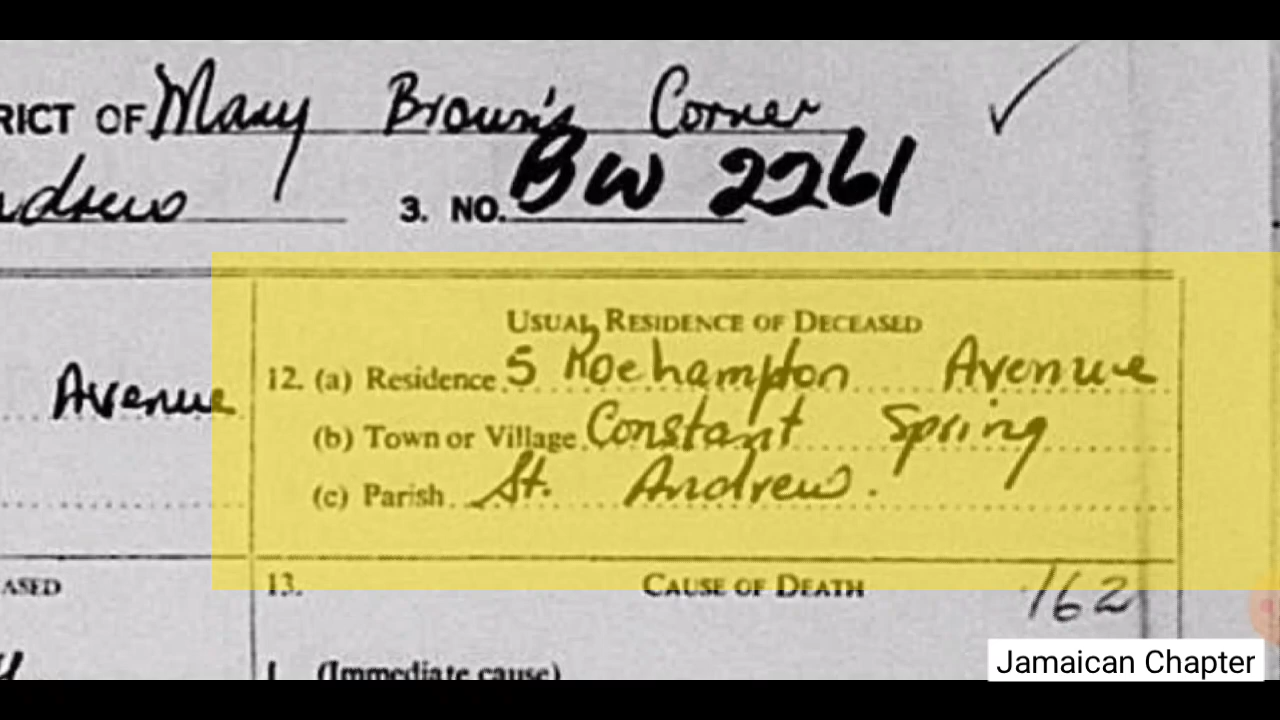 RICT OF Mary Brown's Corner
ndrew 3. NO. BW 2261
USUAL RESIDENCE OF DECEASED
Avenue 12. (a) Residence 5 Roehampton Avenue
(b) Town or Village Constant Spring
(c) Parish St. Andrew.
ASED 13. CAUSE OF DEATH 162
I. (Immediate cause)
Jamaican Chapter